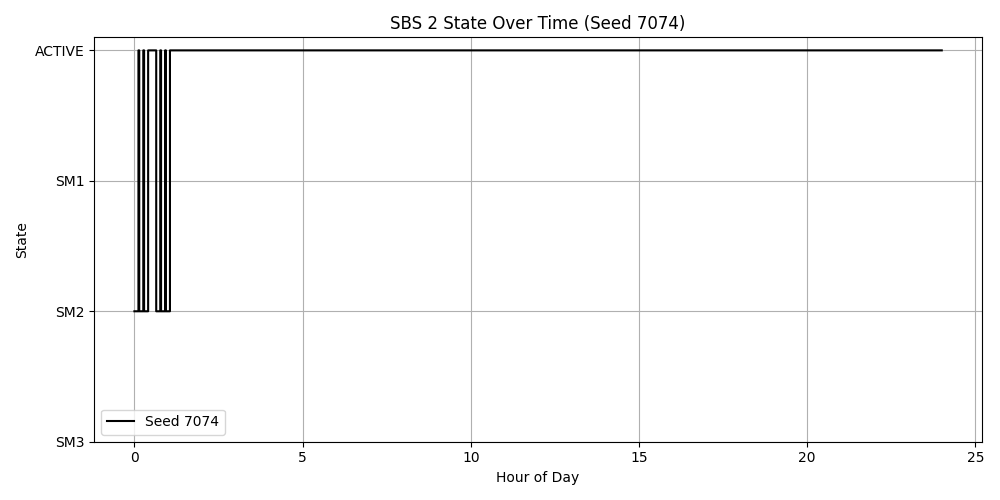 SBS 2 State Over Time (Seed 7074)
ACTIVE
SM1
SM2
SM3
State
Seed 7074
0 5 10 15 20 25
Hour of Day